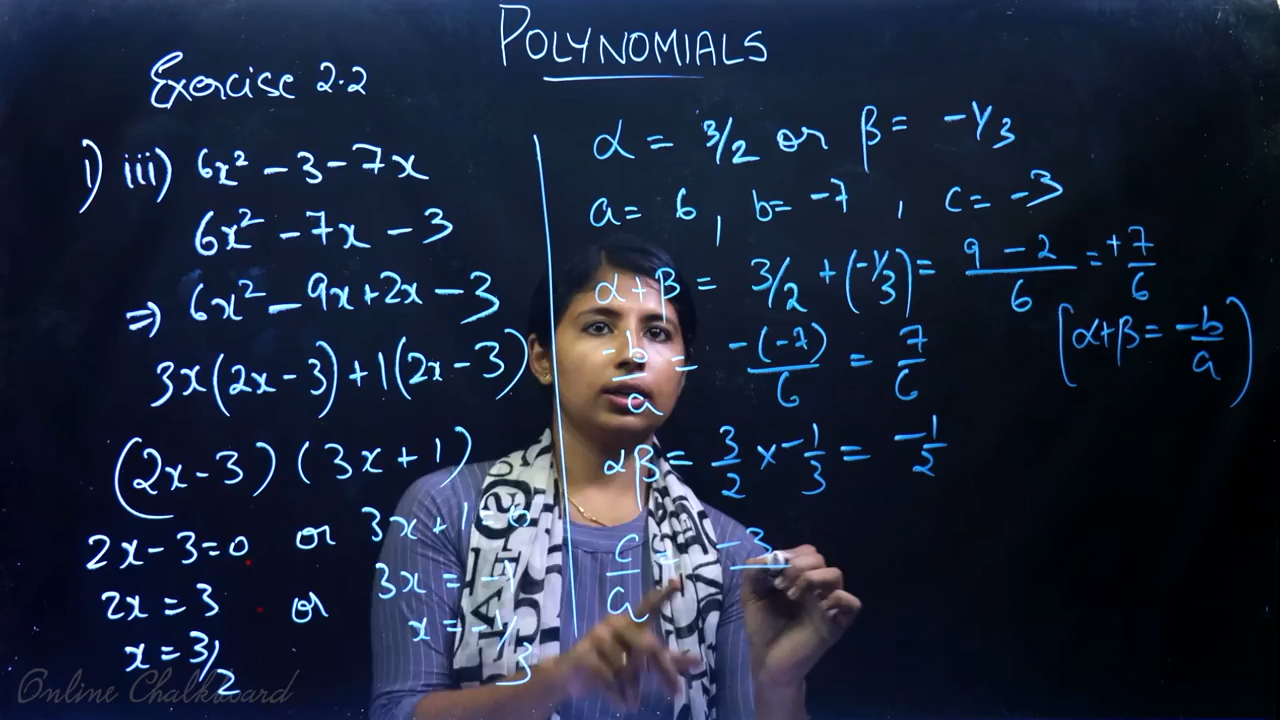 POLYNOMIALS
Exercise 2.2
1) iii) 6x² - 3 - 7x
6x² - 7x - 3
⇒ 6x² - 9x + 2x - 3
3x(2x - 3) + 1(2x - 3)
(2x - 3) (3x + 1)
2x - 3 = 0 or 3x + 1 = 0
2x = 3 or 3x = -1
x = 3/2 x = -1/3
α = 3/2 or β = -1/3
a = 6, b = -7, c = -3
α + β = 3/2 + (-1/3) = 9 - 2/6 = +7/6
(α + β = -b/a)
-b/a = -(-7)/6 = 7/6
αβ = 3/2 × -1/3 = -1/2
c/a = -3
Online Chalkboard